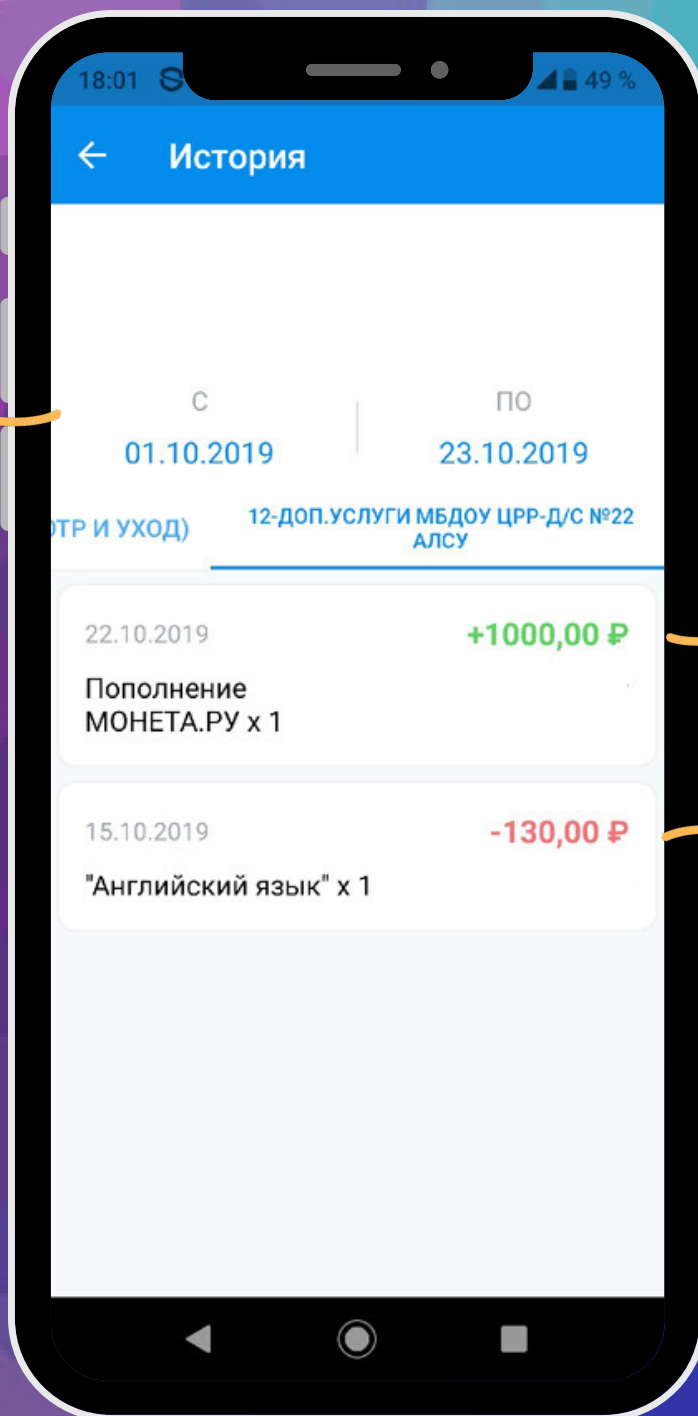 18:01 49 %
История
С ПО
01.10.2019 23.10.2019
ОТР И УХОД) 12-ДОП.УСЛУГИ МБДОУ ЦРР-Д/С №22
АЛСУ
22.10.2019 +1000,00 ₽
Пополнение
МОНЕТА.РУ x 1
15.10.2019 -130,00 ₽
"Английский язык" x 1